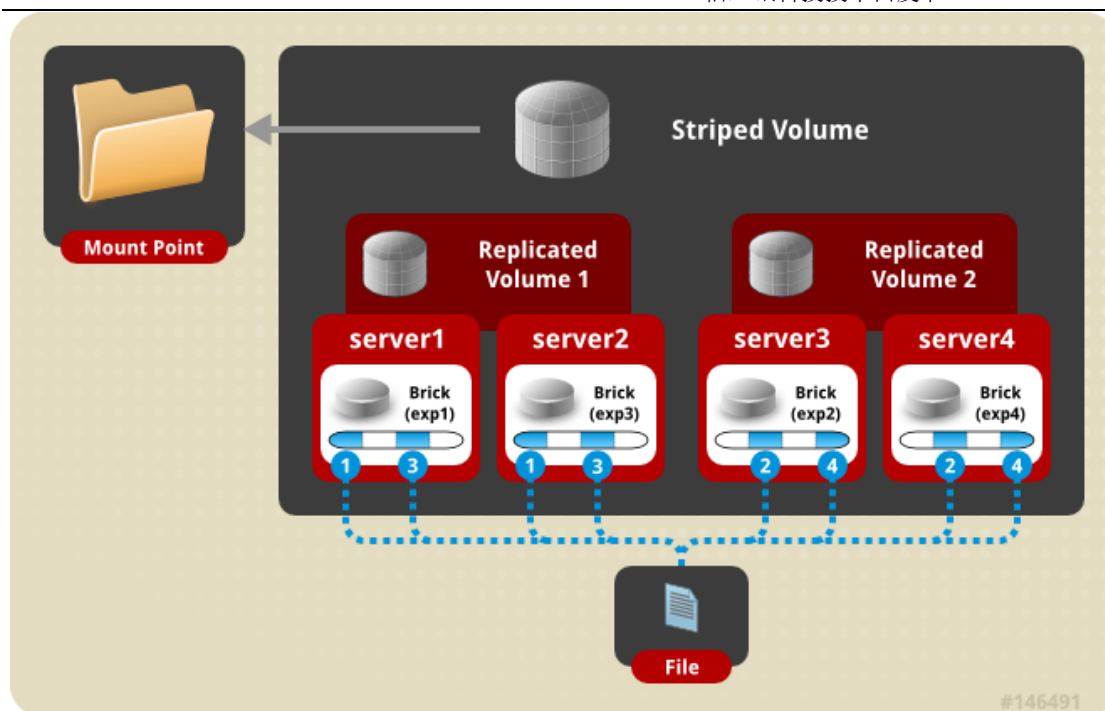 Striped Volume
Mount Point
Replicated
Volume 1
Replicated
Volume 2
server1
server2
server3
server4
Brick
(exp1)
Brick
(exp3)
Brick
(exp2)
Brick
(exp4)
1
3
1
3
2
4
2
4
File
#146491